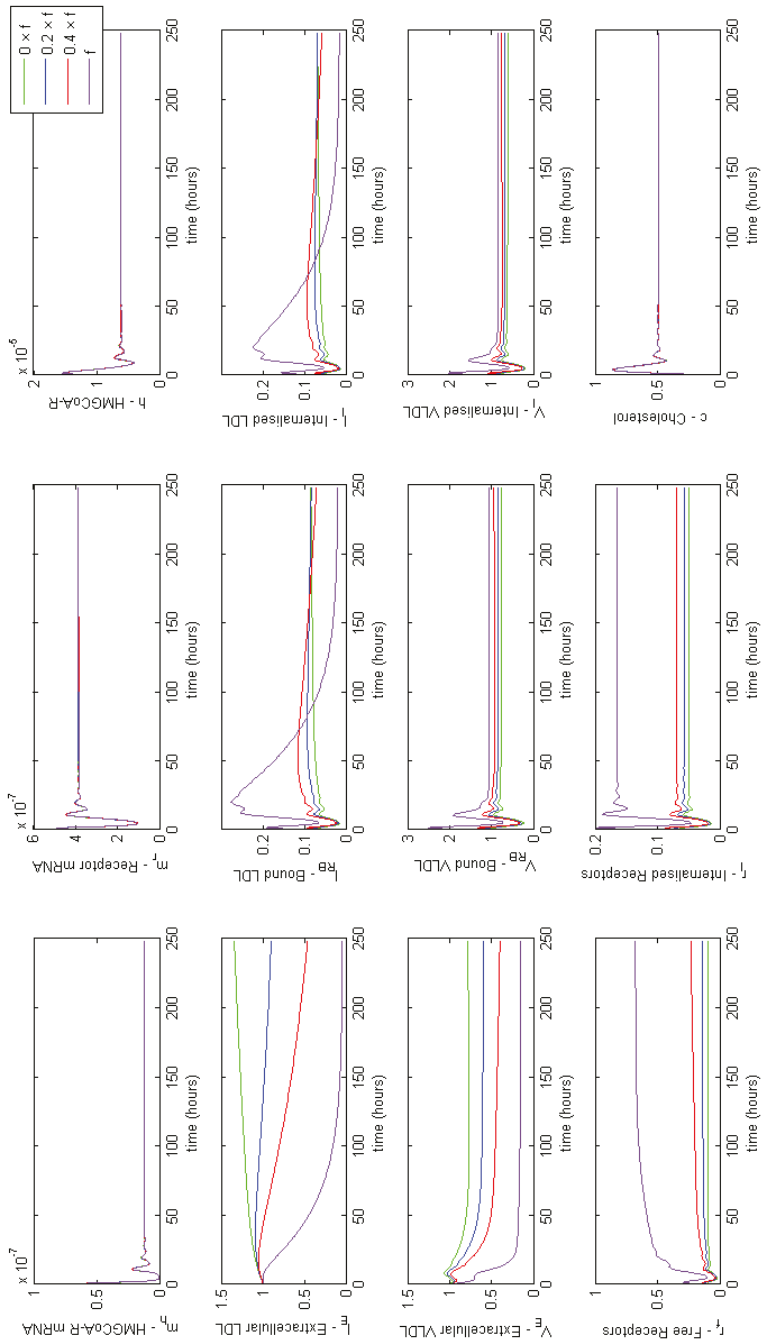 x 10⁻⁷
1
0.5
0
m_h - HMGCoA-R mRNA
0 50 100 150 200 250
time (hours)
x 10⁻⁷
6
4
2
0
m_r - Receptor mRNA
0 50 100 150 200 250
time (hours)
x 10⁻⁵
2
1
0
h - HMGCoA-R
0 50 100 150 200 250
time (hours)
0 × f
0.2 × f
0.4 × f
f
1.5
1
0.5
0
l_E - Extracellular LDL
0 50 100 150 200 250
time (hours)
0.3
0.2
0.1
0
l_RB - Bound LDL
0 50 100 150 200 250
time (hours)
0.2
0.1
0
l_I - Internalised LDL
0 50 100 150 200 250
time (hours)
1.5
1
0.5
0
V_E - Extracellular VLDL
0 50 100 150 200 250
time (hours)
3
2
1
0
V_RB - Bound VLDL
0 50 100 150 200 250
time (hours)
3
2
1
0
V_I - Internalised VLDL
0 50 100 150 200 250
time (hours)
1
0.5
0
r_f - Free Receptors
0 50 100 150 200 250
time (hours)
0.2
0.1
0
r_I - Internalised Receptors
0 50 100 150 200 250
time (hours)
1
0.5
0
c - Cholesterol
0 50 100 150 200 250
time (hours)